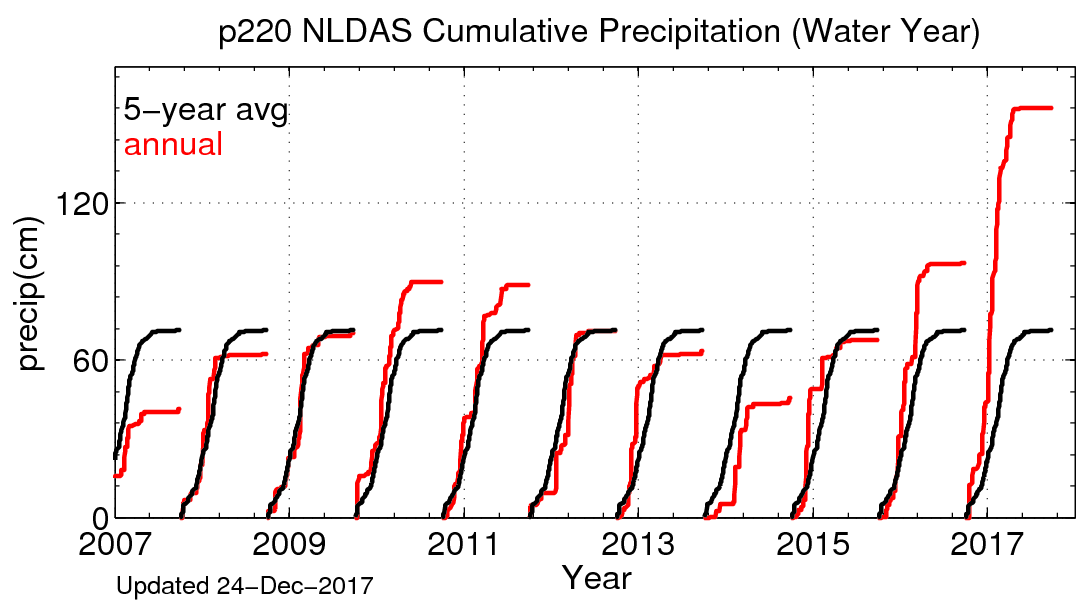 p220 NLDAS Cumulative Precipitation (Water Year)
5−year avg
annual
120
60
0
precip(cm)
2007 2009 2011 2013 2015 2017
Year
Updated 24−Dec−2017